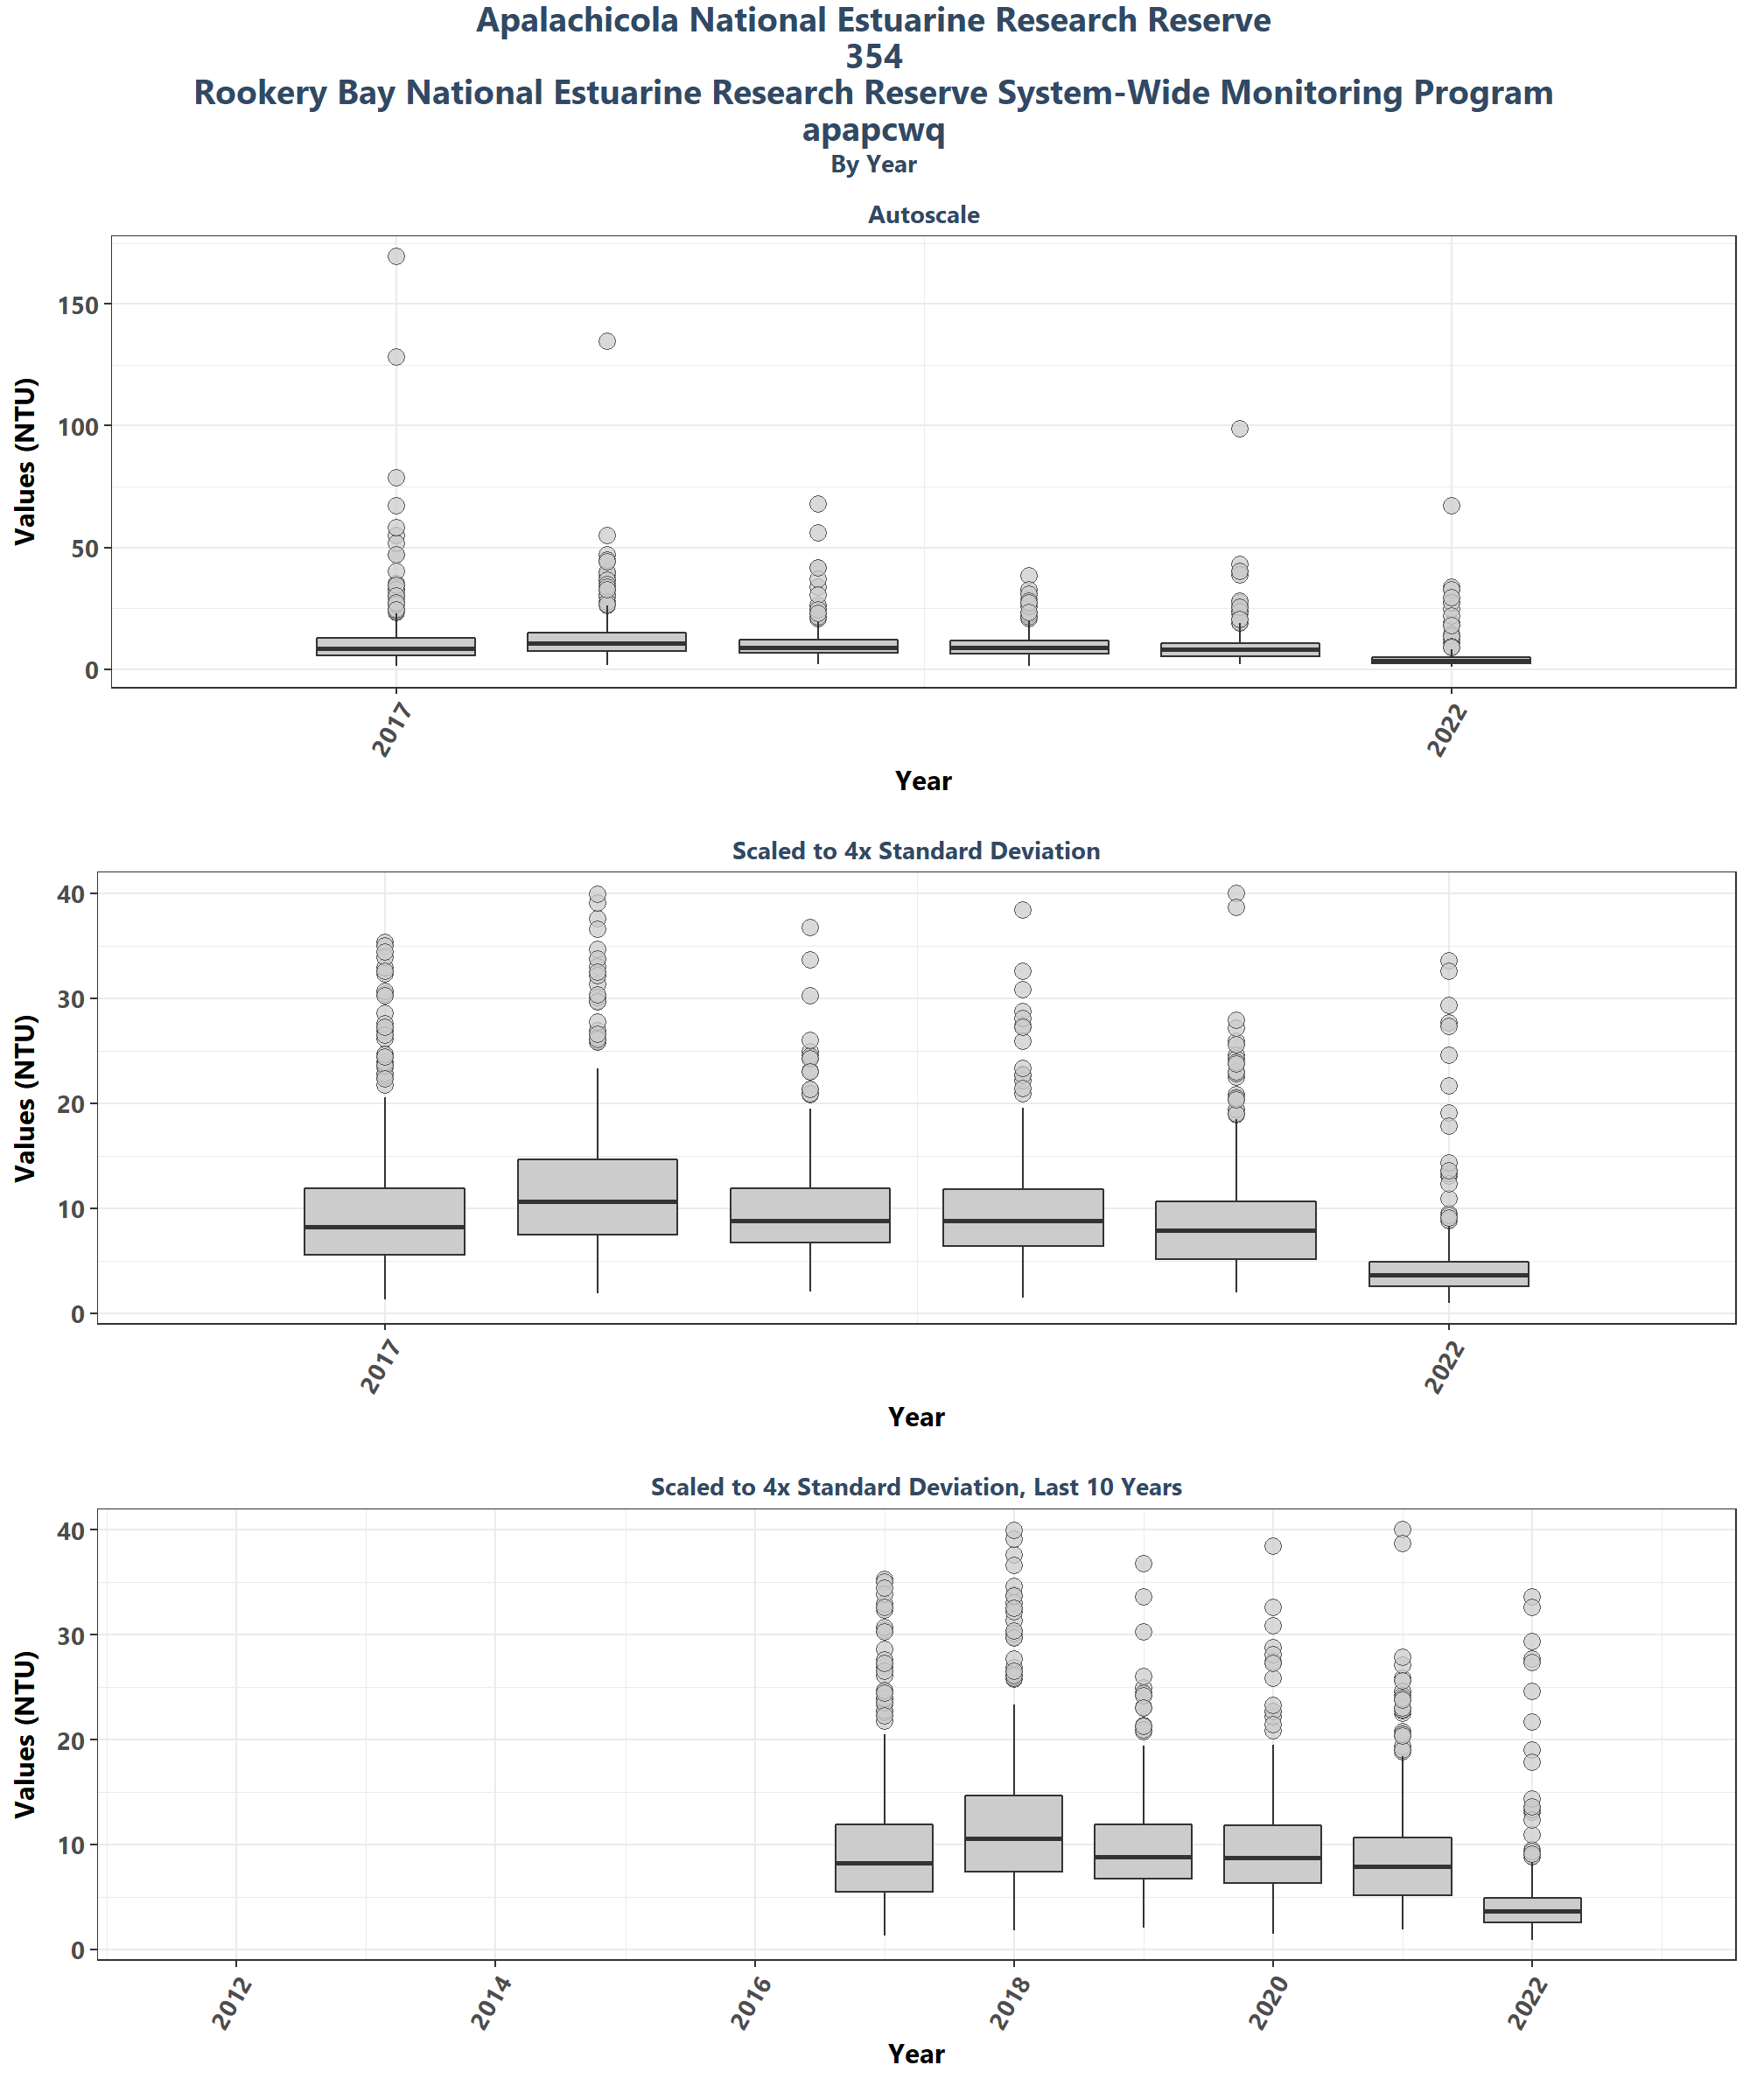 Apalachicola National Estuarine Research Reserve
354
Rookery Bay National Estuarine Research Reserve System-Wide Monitoring Program
apapcwq
By Year
Autoscale
Values (NTU)
150
100
50
0
2017
2022
Year
Scaled to 4x Standard Deviation
Values (NTU)
40
30
20
10
0
2017
2022
Year
Scaled to 4x Standard Deviation, Last 10 Years
Values (NTU)
40
30
20
10
0
2012
2014
2016
2018
2020
2022
Year